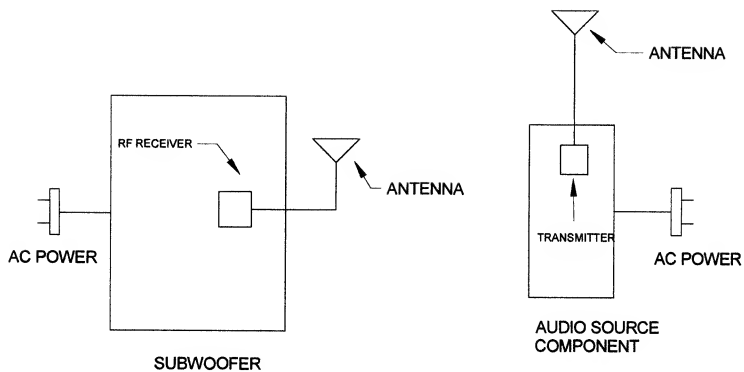 ANTENNA
RF RECEIVER
ANTENNA
AC POWER
SUBWOOFER
TRANSMITTER
AC POWER
AUDIO SOURCE
COMPONENT